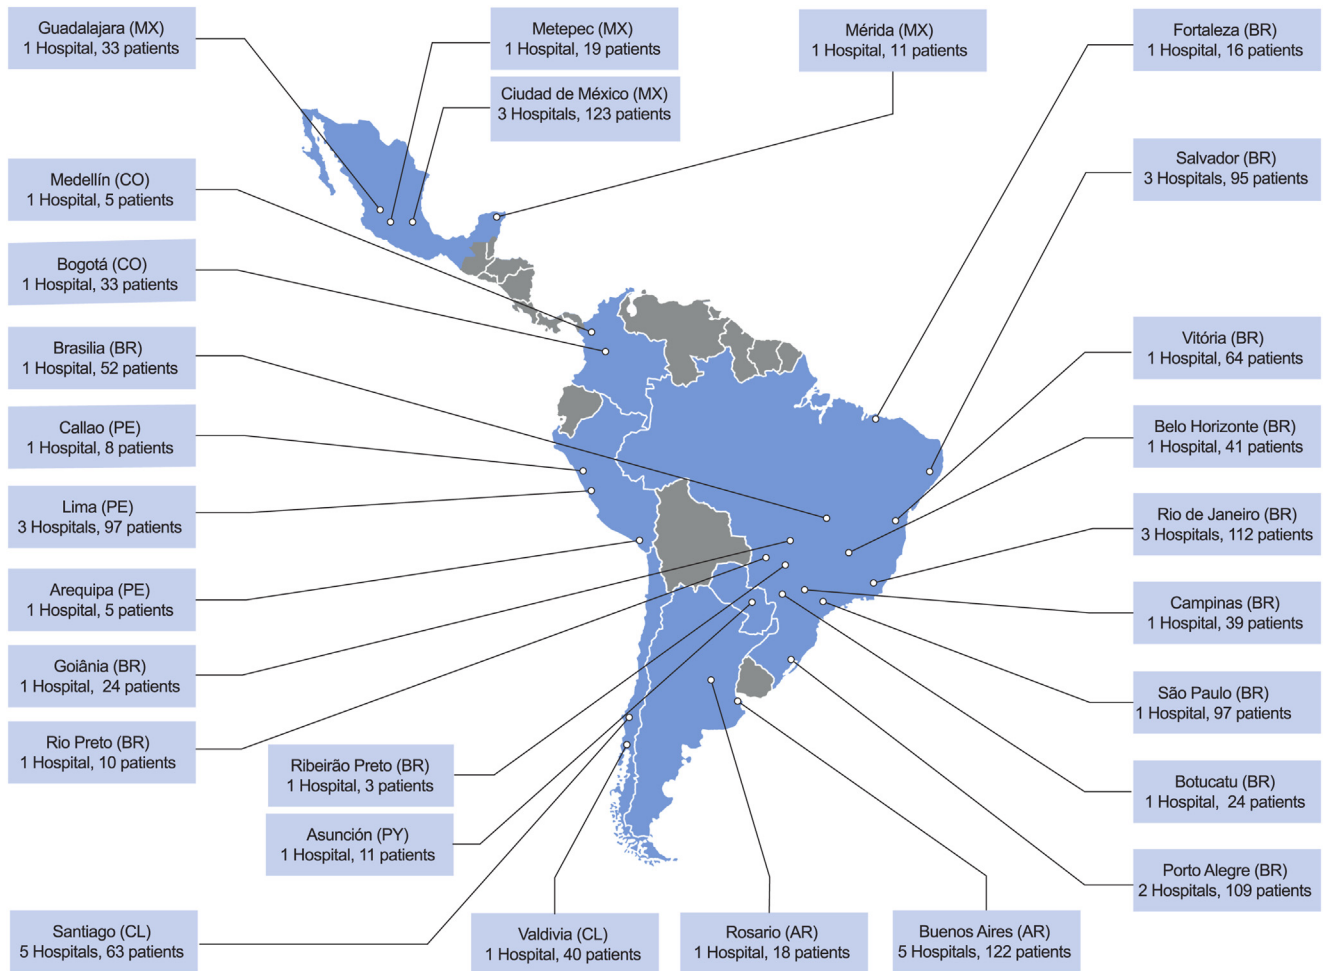 Guadalajara (MX)
1 Hospital, 33 patients
Metepec (MX)
1 Hospital, 19 patients
Mérida (MX)
1 Hospital, 11 patients
Fortaleza (BR)
1 Hospital, 16 patients
Ciudad de México (MX)
3 Hospitals, 123 patients
Medellín (CO)
1 Hospital, 5 patients
Salvador (BR)
3 Hospitals, 95 patients
Bogotá (CO)
1 Hospital, 33 patients
Brasilia (BR)
1 Hospital, 52 patients
Vitória (BR)
1 Hospital, 64 patients
Callao (PE)
1 Hospital, 8 patients
Belo Horizonte (BR)
1 Hospital, 41 patients
Lima (PE)
3 Hospitals, 97 patients
Rio de Janeiro (BR)
3 Hospitals, 112 patients
Arequipa (PE)
1 Hospital, 5 patients
Campinas (BR)
1 Hospital, 39 patients
Goiânia (BR)
1 Hospital, 24 patients
São Paulo (BR)
1 Hospital, 97 patients
Rio Preto (BR)
1 Hospital, 10 patients
Ribeirão Preto (BR)
1 Hospital, 3 patients
Botucatu (BR)
1 Hospital, 24 patients
Asunción (PY)
1 Hospital, 11 patients
Porto Alegre (BR)
2 Hospitals, 109 patients
Santiago (CL)
5 Hospitals, 63 patients
Valdivia (CL)
1 Hospital, 40 patients
Rosario (AR)
1 Hospital, 18 patients
Buenos Aires (AR)
5 Hospitals, 122 patients